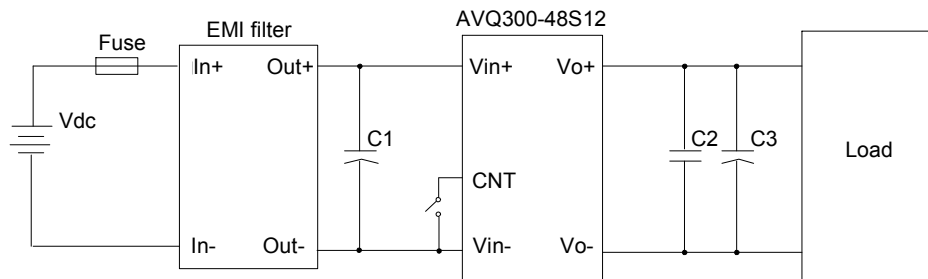 AVQ300-48S12
EMI filter
Fuse
In+ Out+ Vin+ Vo+
Vdc
C1 C2 C3 Load
CNT
In- Out- Vin- Vo-